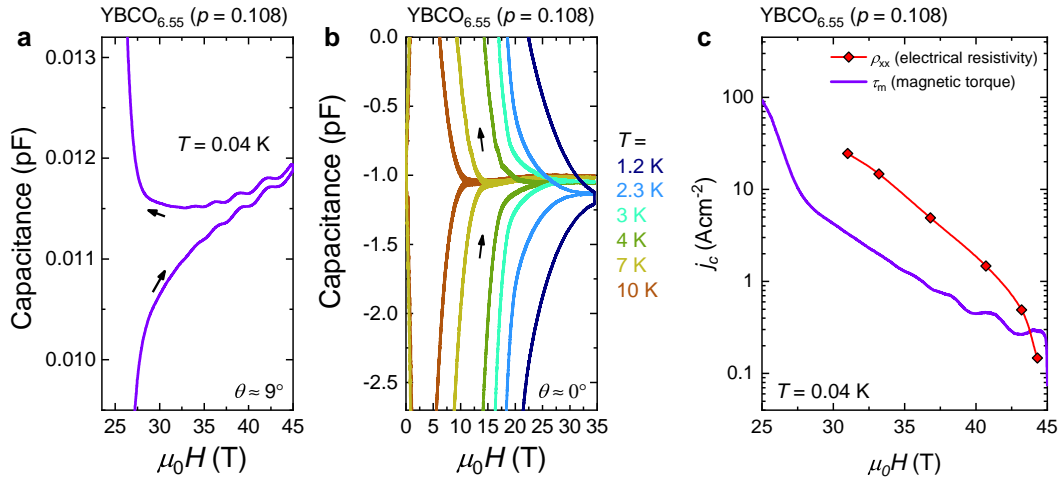 YBCO6.55 (p = 0.108)
a
Capacitance (pF)
0.013
0.012
0.011
0.010
T = 0.04 K
θ ≈ 9°
25 30 35 40 45
μ0H (T)
YBCO6.55 (p = 0.108)
b
Capacitance (pF)
0.0
-0.5
-1.0
-1.5
-2.0
-2.5
θ ≈ 0°
0 5 10 15 20 25 30 35
μ0H (T)
T =
1.2 K
2.3 K
3 K
4 K
7 K
10 K
YBCO6.55 (p = 0.108)
c
jc (Acm-2)
100
10
1
0.1
ρxx (electrical resistivity)
τm (magnetic torque)
T = 0.04 K
25 30 35 40 45
μ0H (T)